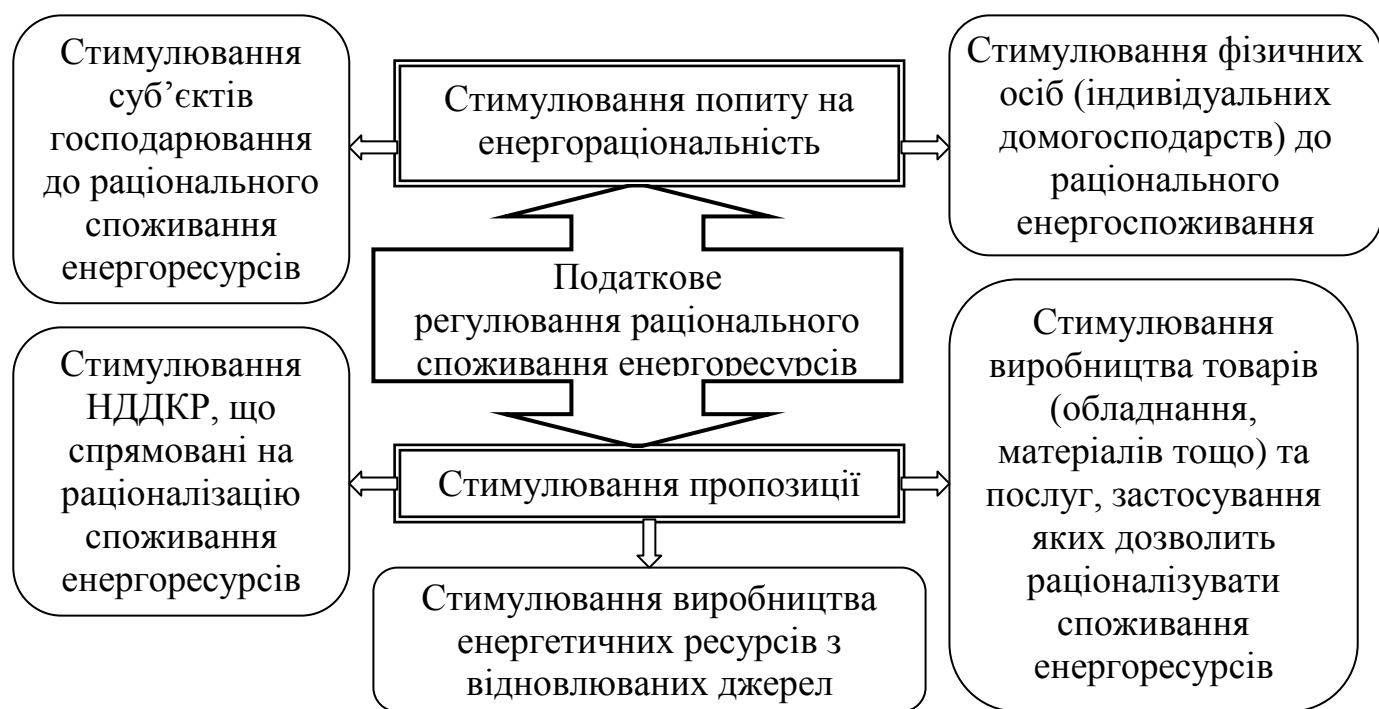 Стимулювання
суб’єктів
господарювання
до раціонального
споживання
енергоресурсів
Стимулювання попиту на
енергораціональність
Стимулювання фізичних
осіб (індивідуальних
домогосподарств) до
раціонального
енергоспоживання
Податкове
регулювання раціонального
споживання енергоресурсів
Стимулювання
НДДКР, що
спрямовані на
раціоналізацію
споживання
енергоресурсів
Стимулювання пропозиції
Стимулювання
виробництва товарів
(обладнання,
матеріалів тощо) та
послуг, застосування
яких дозволить
раціоналізувати
споживання
енергоресурсів
Стимулювання виробництва
енергетичних ресурсів з
відновлюваних джерел